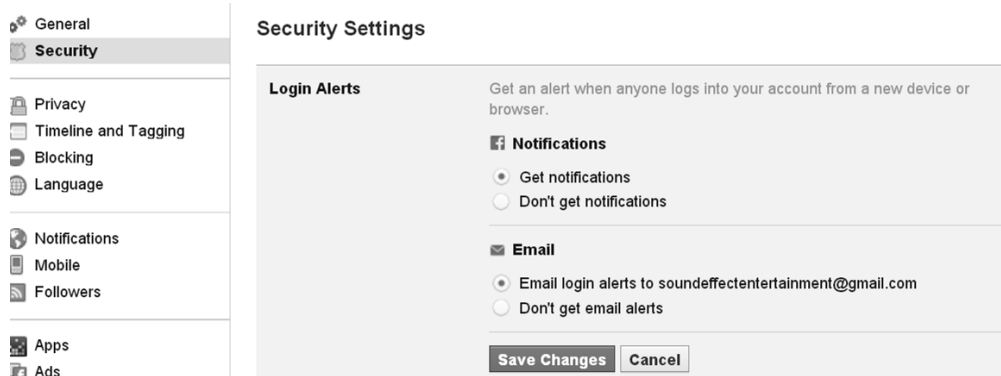 General
Security
Privacy
Timeline and Tagging
Blocking
Language
Notifications
Mobile
Followers
Apps
Ads
Security Settings
Login Alerts
Get an alert when anyone logs into your account from a new device or
browser.
Notifications
Get notifications
Don't get notifications
Email
Email login alerts to soundeffectentertainment@gmail.com
Don't get email alerts
Save Changes Cancel